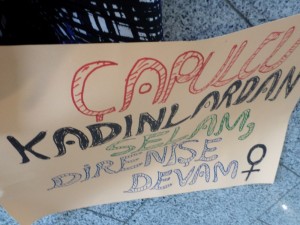 ÇAPULCU
KADINLARDAN
SELAM,
DİRENİŞE
DEVAM ♀